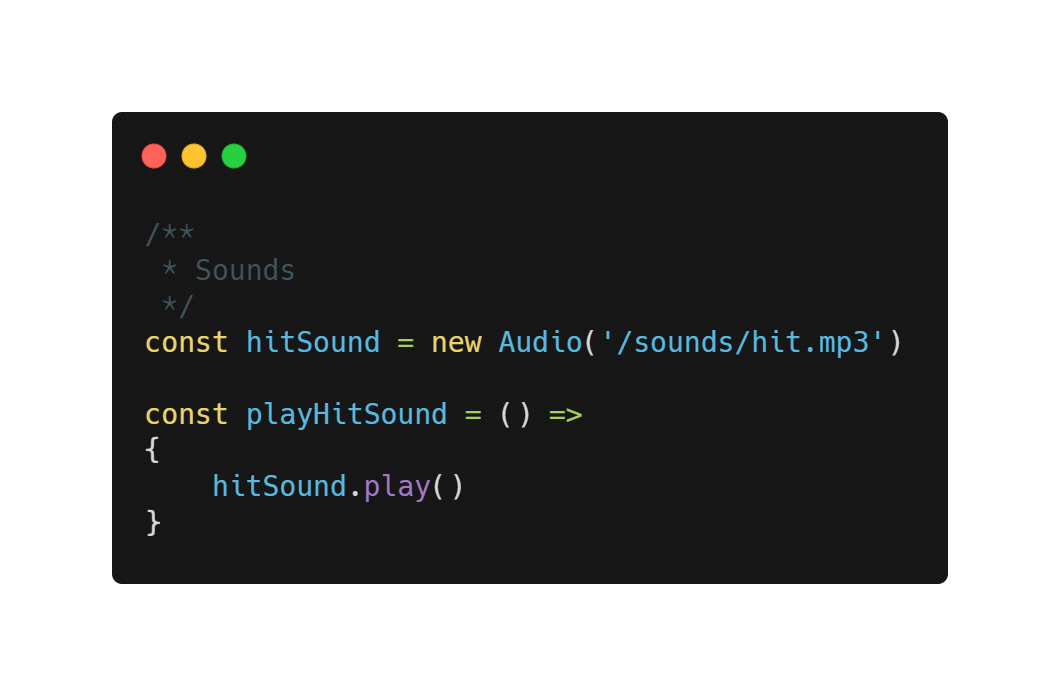 /**
 * Sounds
 */
const hitSound = new Audio('/sounds/hit.mp3')

const playHitSound = () =>
{
    hitSound.play()
}